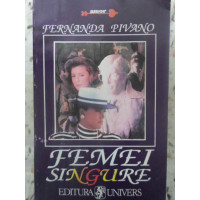 FERNANDA PIVANO
FEMEI
SINGURE
EDITURA UNIVERS